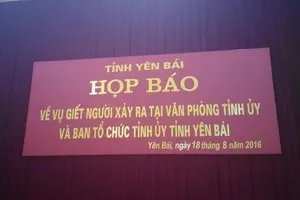 TỈNH YÊN BÁI
HỌP BÁO
VỀ VỤ GIẾT NGƯỜI XẢY RA TẠI VĂN PHÒNG TỈNH ỦY
VÀ BAN TỔ CHỨC TỈNH ỦY TỈNH YÊN BÁI
Yên Bái, ngày 18 tháng 8 năm 2016